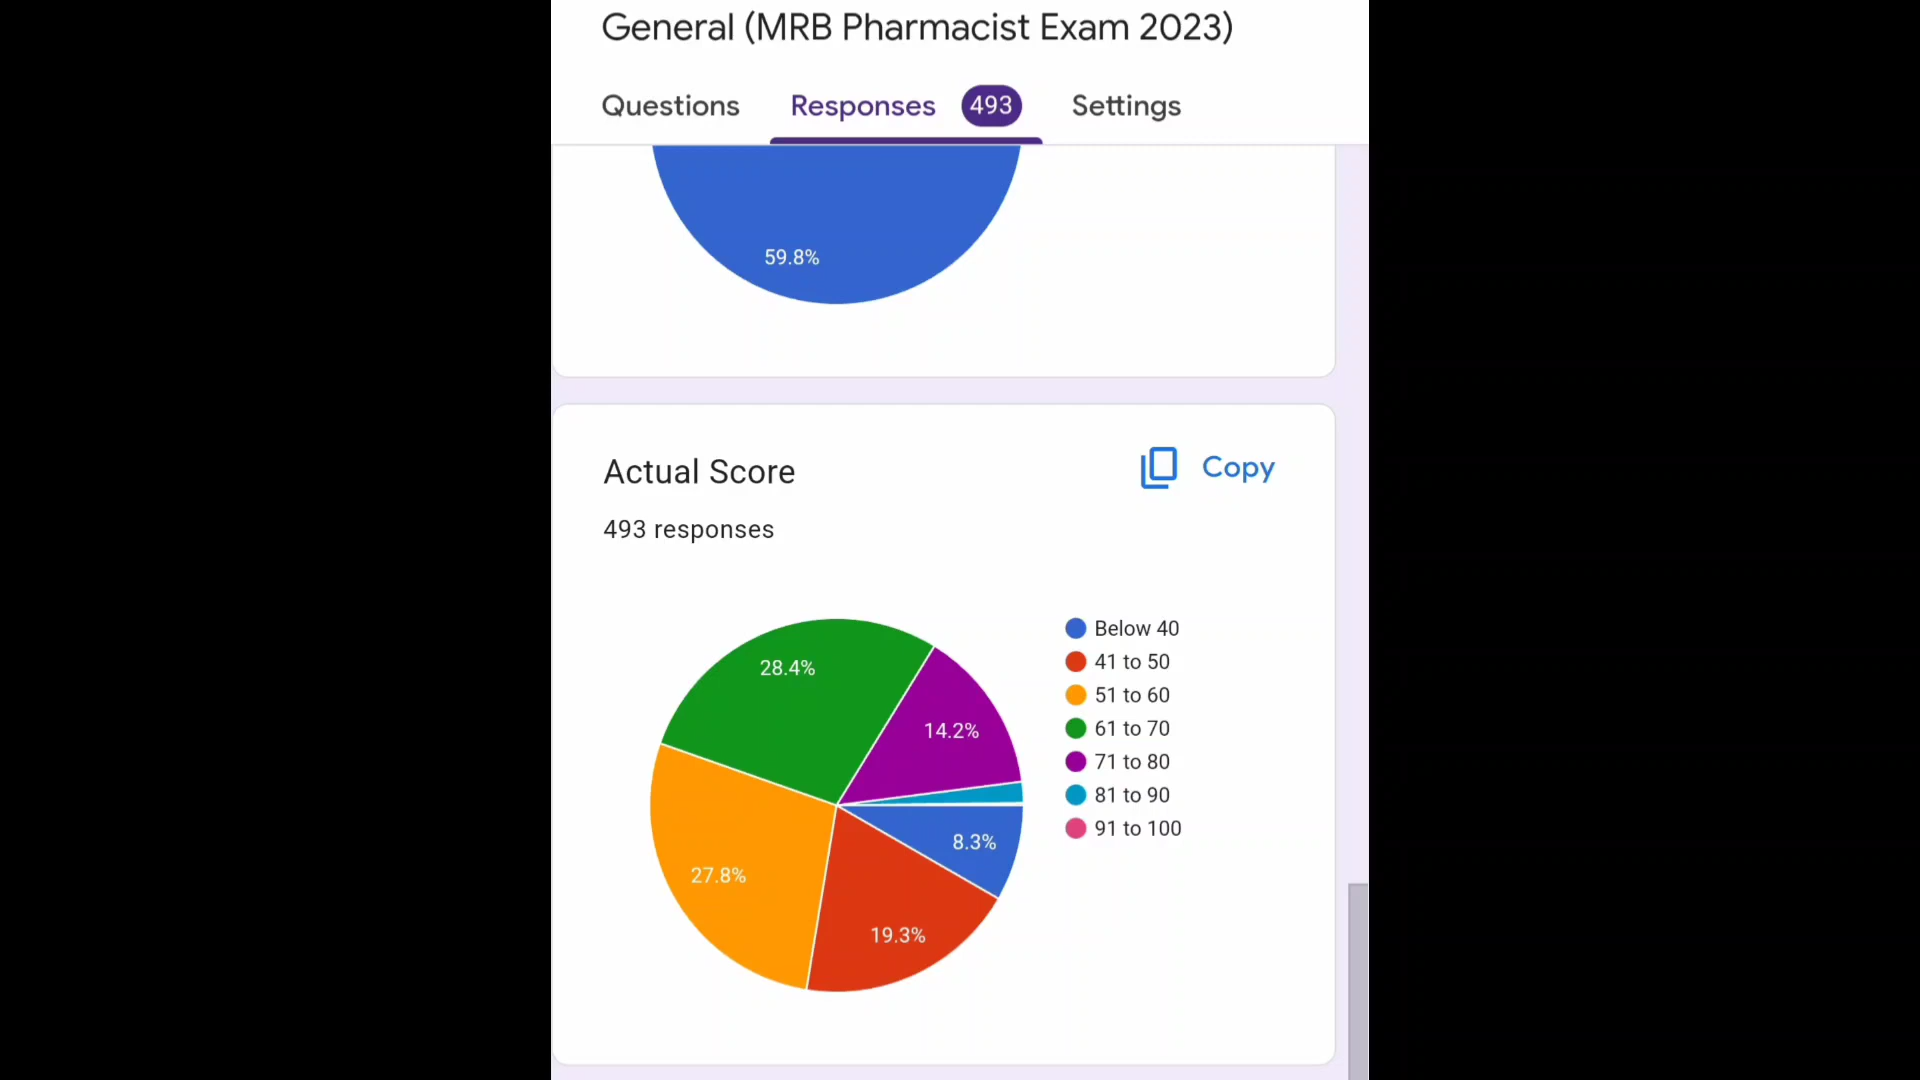 General (MRB Pharmacist Exam 2023)
Questions
Responses
493
Settings
59.8%
Actual Score
Copy
493 responses
28.4%
14.2%
8.3%
27.8%
19.3%
Below 40
41 to 50
51 to 60
61 to 70
71 to 80
81 to 90
91 to 100